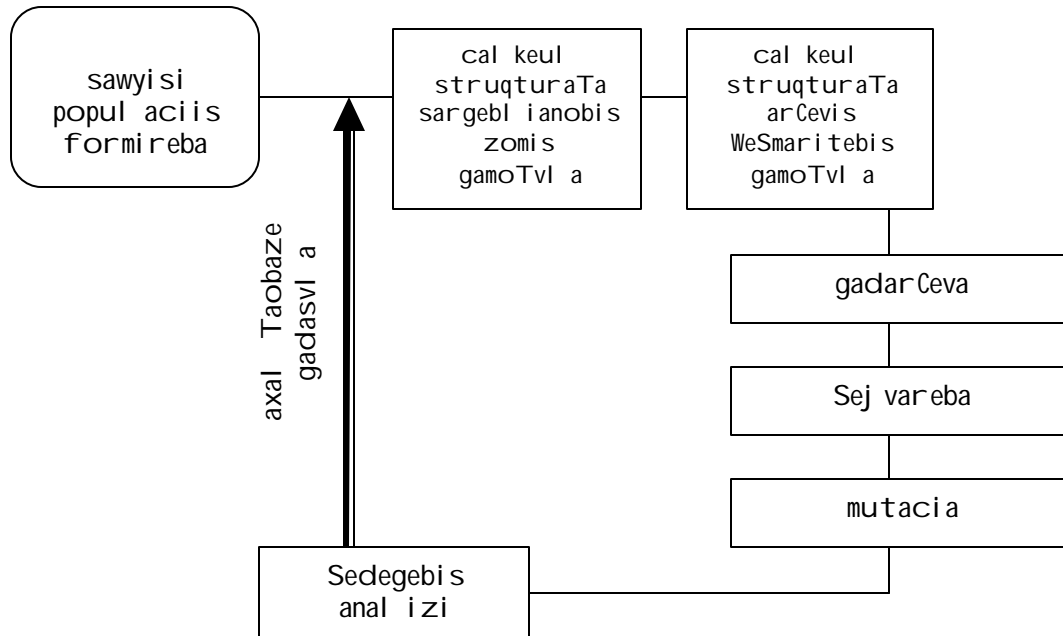 sawyisi
populaciis
formireba
calkeul
struqturaTa
sargeblianobis
zomis
gamoTvla
calkeul
struqturaTa
arCevis
WeSmaritebis
gamoTvla
gadarCeva
Sejvareba
mutacia
Sedegebis
analizi
axal Taobaze
gadasvla